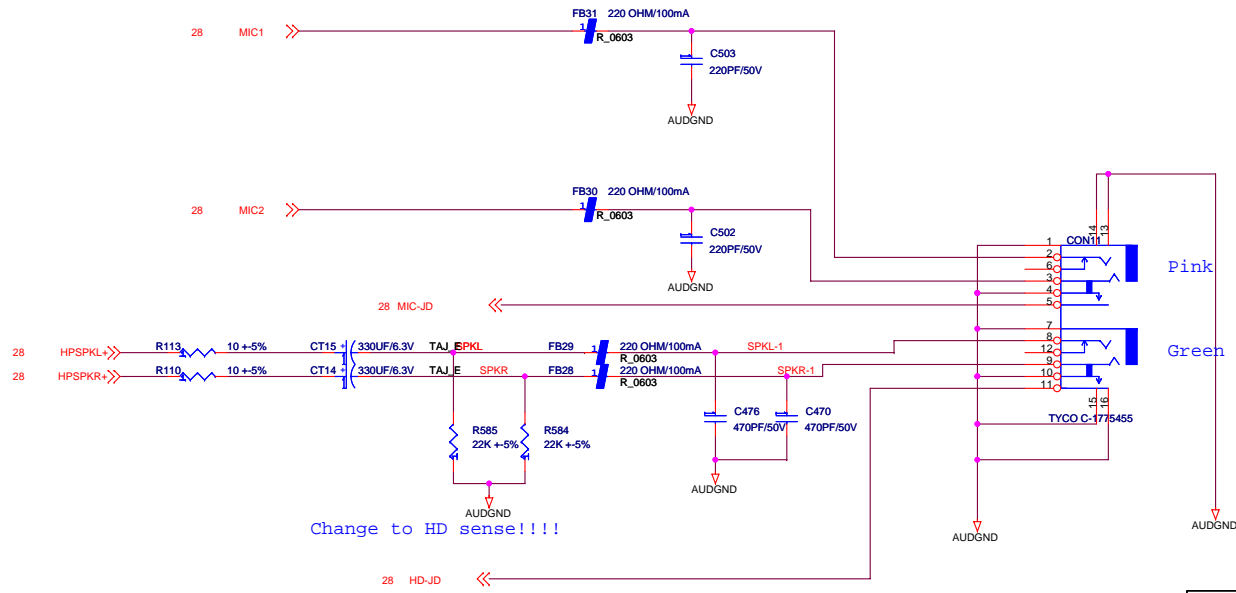 FB31 220 OHM/100mA
1
R_0603
28 MIC1
C503
220PF/50V
AUDGND
FB30 220 OHM/100mA
1
R_0603
28 MIC2
C502
220PF/50V
AUDGND
28 MIC-JD
14
13
CON11
1
2
6
3
4
5
Pink
7
8
12
9
10
11
Green
15
16
TYCO C-1775455
28 HPSPKL+
R113 10 +-5%
CT15 + 330UF/6.3V TAJ_E SPKL
FB29 220 OHM/100mA
1
R_0603
SPKL-1
28 HPSPKR+
R110 10 +-5%
CT14 + 330UF/6.3V TAJ_E SPKR
FB28 220 OHM/100mA
1
R_0603
SPKR-1
R585
22K +-5%
R584
22K +-5%
C476
470PF/50V
C470
470PF/50V
AUDGND
AUDGND
AUDGND
AUDGND
Change to HD sense!!!!
28 HD-JD